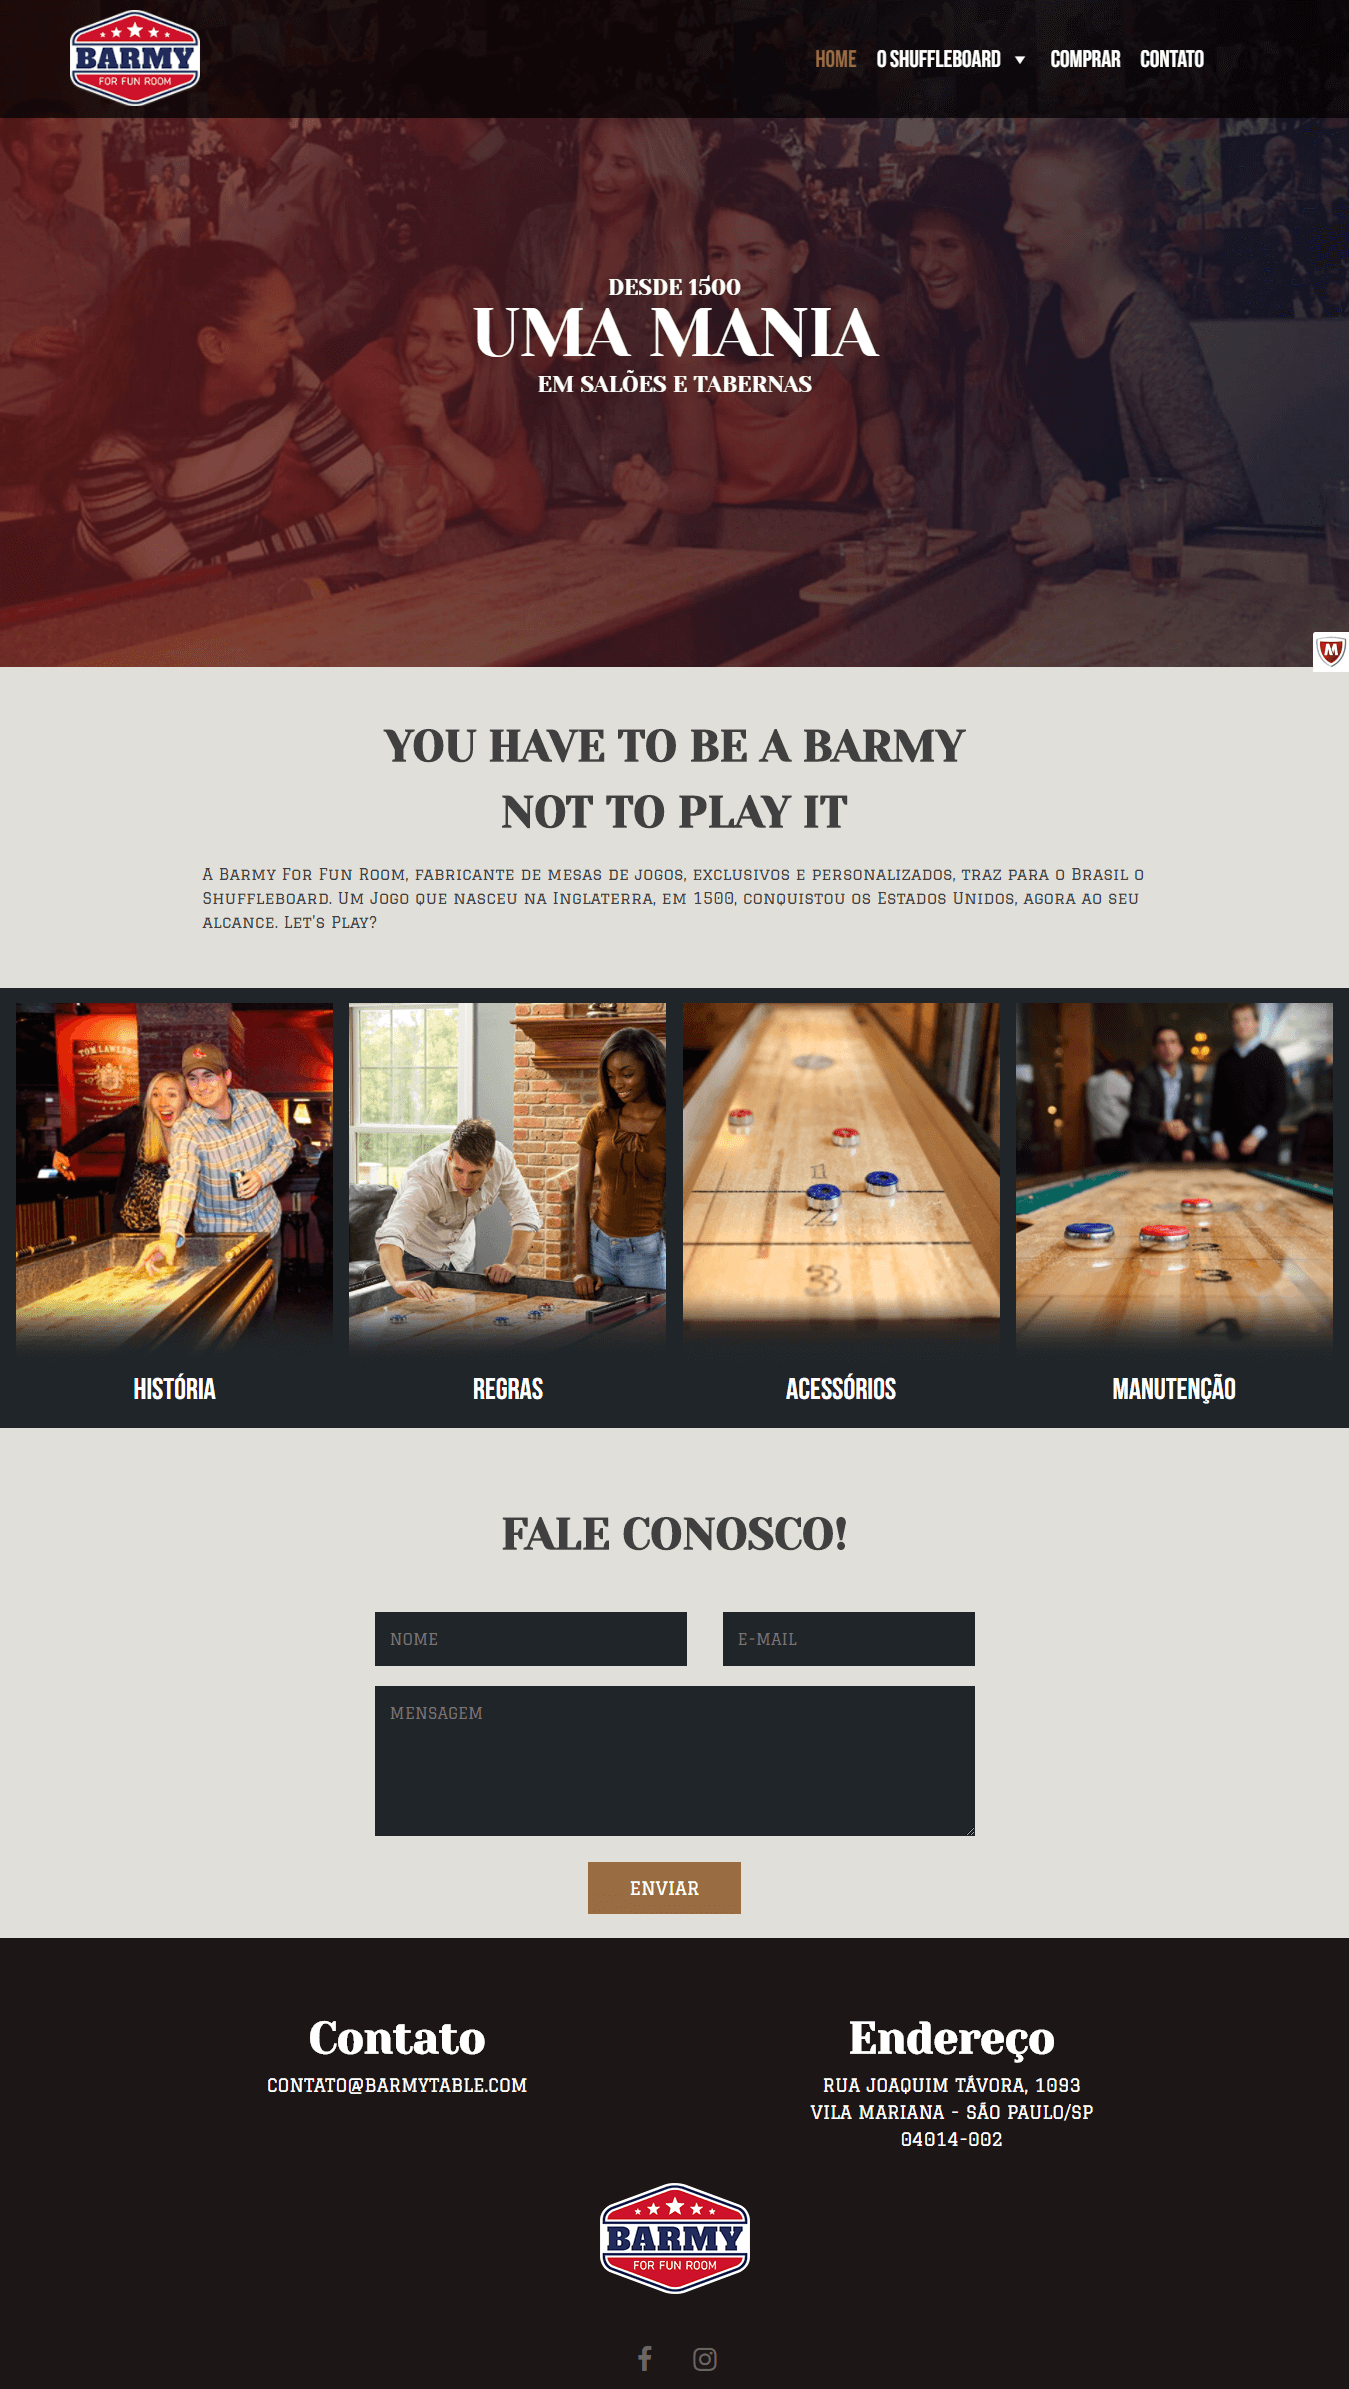 BARMY
FOR FUN ROOM
HOME O SHUFFLEBOARD COMPRAR CONTATO
DESDE 1500
UMA MANIA
EM SALÕES E TABERNAS
M
YOU HAVE TO BE A BARMY
NOT TO PLAY IT
A Barmy For Fun Room, fabricante de mesas de jogos, exclusivos e personalizados, traz para o Brasil o
Shuffleboard. Um Jogo que nasceu na Inglaterra, em 1500, conquistou os Estados Unidos, agora ao seu
alcance. Let's Play?
TOM LAWLER
3
HISTÓRIA
REGRAS
ACESSÓRIOS
MANUTENÇÃO
FALE CONOSCO!
NOME
E-MAIL
MENSAGEM
ENVIAR
Contato
CONTATO@BARMYTABLE.COM
Endereço
RUA JOAQUIM TÁVORA, 1093
VILA MARIANA - SÃO PAULO/SP
04014-002
BARMY
FOR FUN ROOM